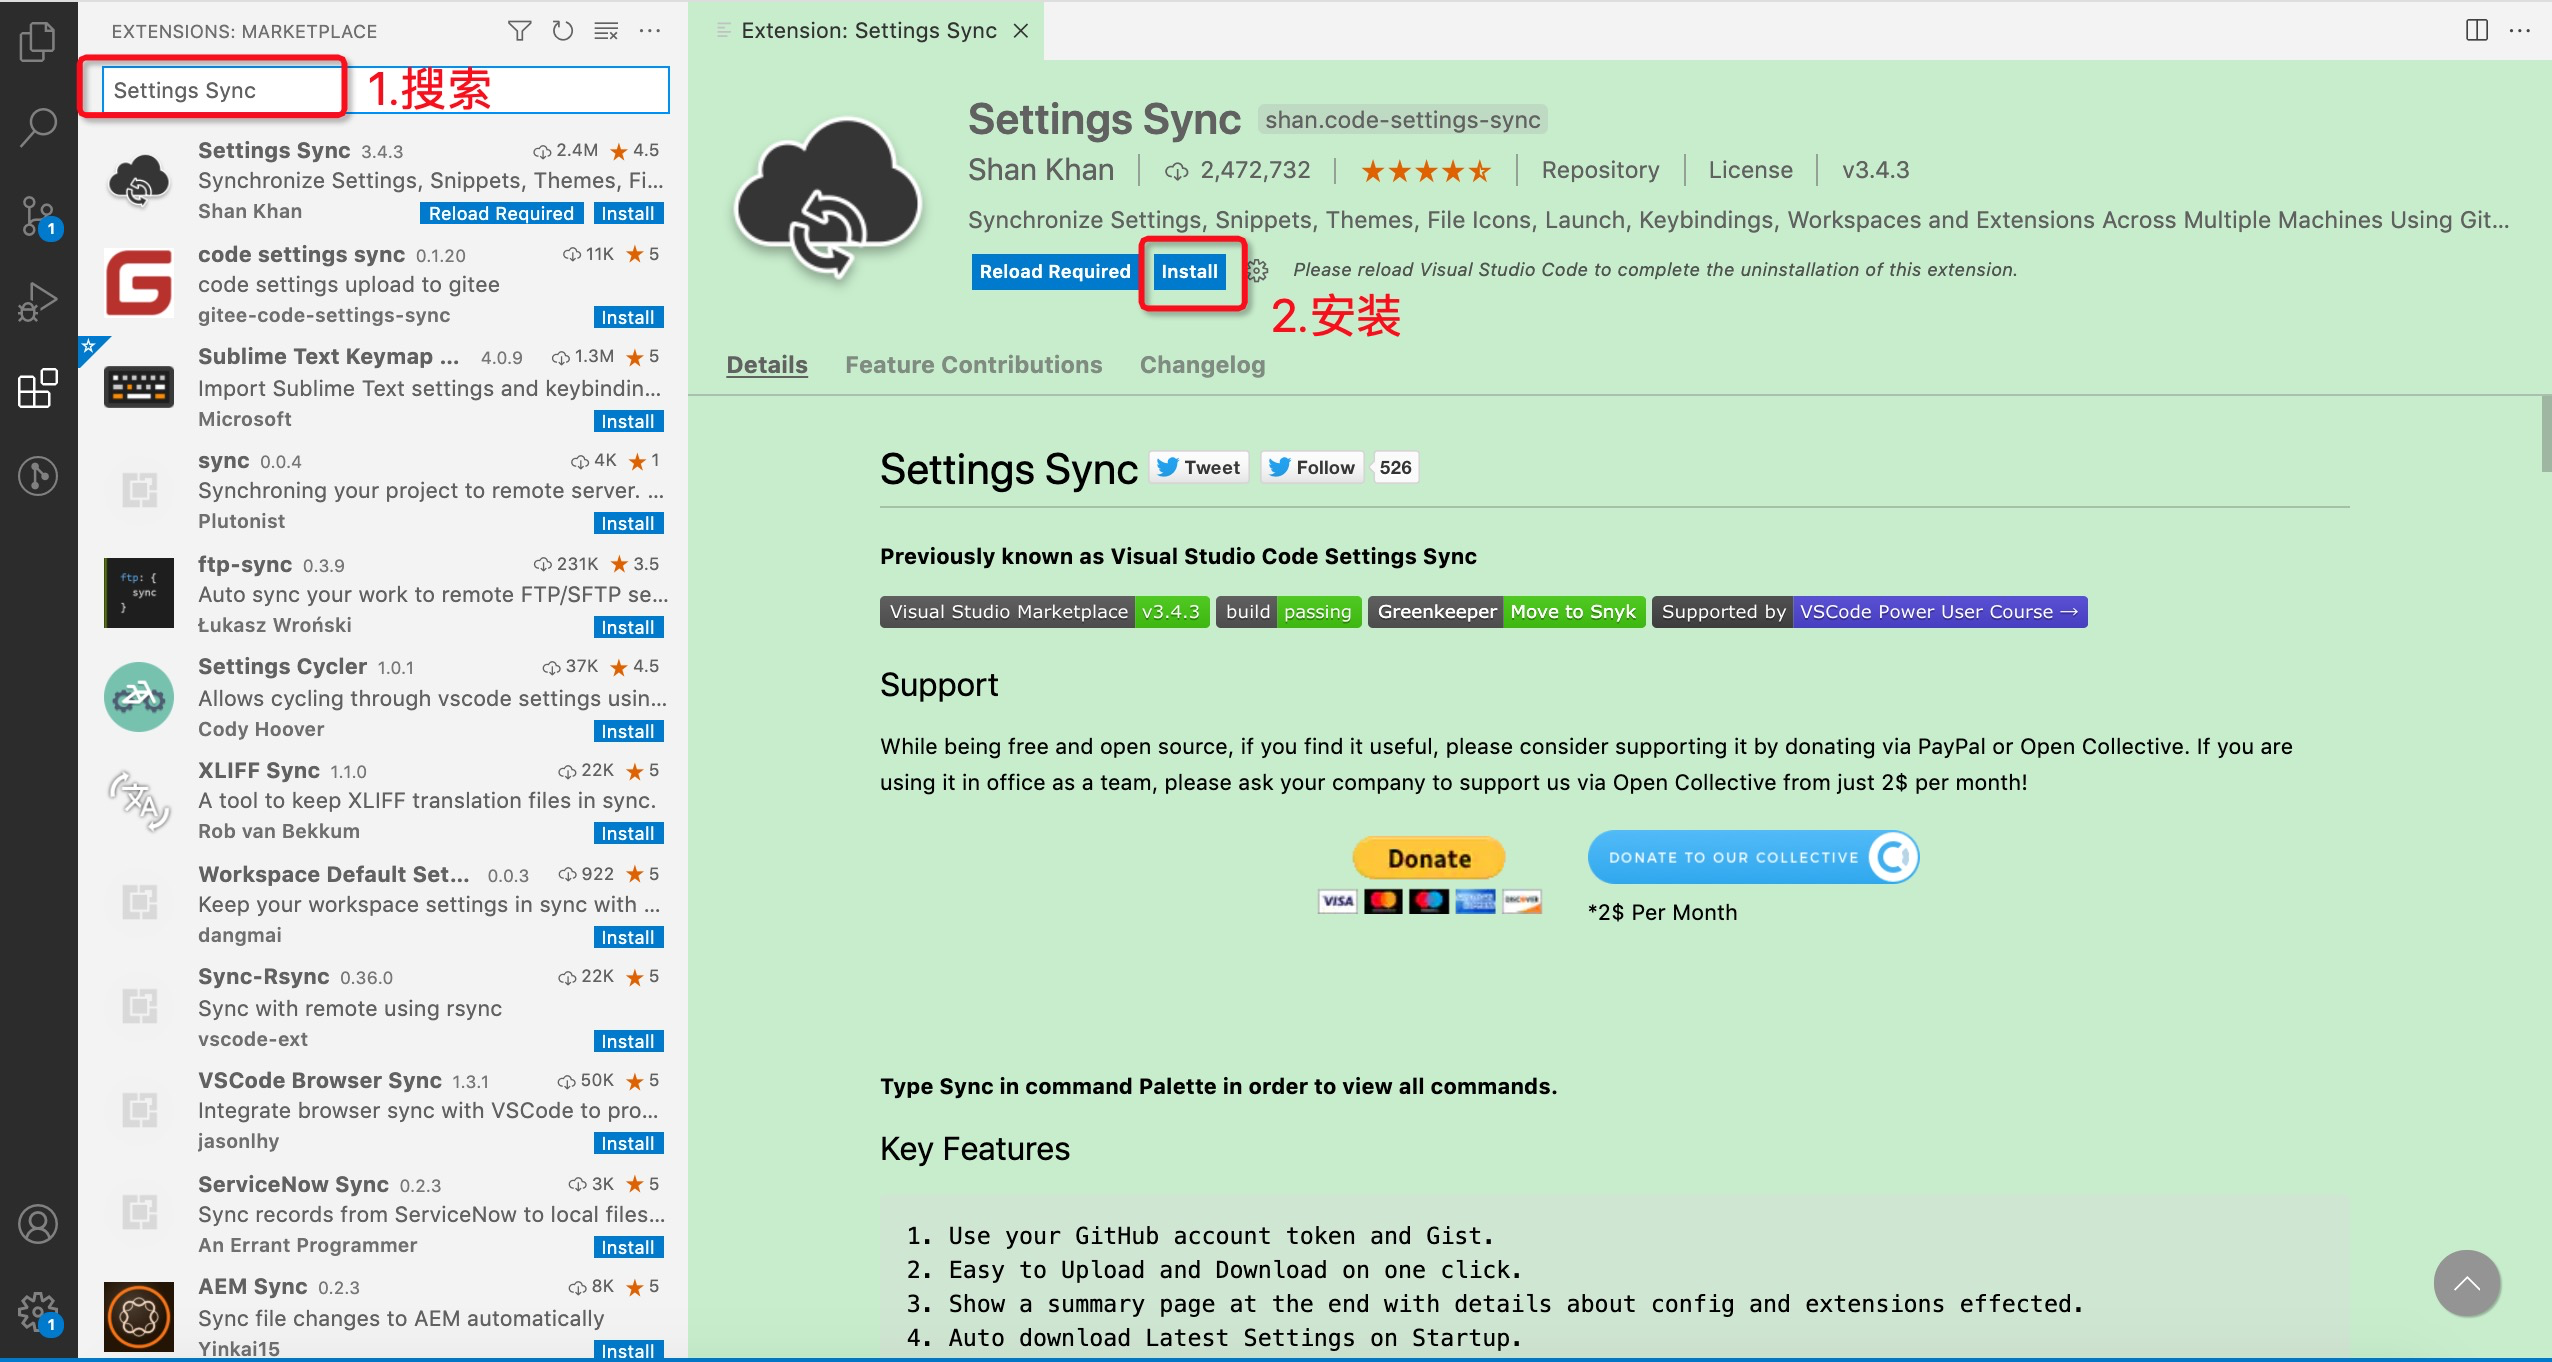 EXTENSIONS: MARKETPLACE
Settings Sync
1.搜索
Settings Sync 3.4.3 2.4M 4.5
Synchronize Settings, Snippets, Themes, Fi...
Shan Khan Reload Required Install
code settings sync 0.1.20 11K 5
code settings upload to gitee
gitee-code-settings-sync Install
Sublime Text Keymap ... 4.0.9 1.3M 5
Import Sublime Text settings and keybindin...
Microsoft Install
sync 0.0.4 4K 1
Synchroning your project to remote server. ...
Plutonist Install
ftp: {
sync
}
ftp-sync 0.3.9 231K 3.5
Auto sync your work to remote FTP/SFTP se...
Łukasz Wroński Install
Settings Cycler 1.0.1 37K 4.5
Allows cycling through vscode settings usin...
Cody Hoover Install
XLIFF Sync 1.1.0 22K 5
A tool to keep XLIFF translation files in sync.
Rob van Bekkum Install
Workspace Default Set... 0.0.3 922 5
Keep your workspace settings in sync with ...
dangmai Install
Sync-Rsync 0.36.0 22K 5
Sync with remote using rsync
vscode-ext Install
VSCode Browser Sync 1.3.1 50K 5
Integrate browser sync with VSCode to pro...
jasonlhy Install
ServiceNow Sync 0.2.3 3K 5
Sync records from ServiceNow to local files...
An Errant Programmer Install
AEM Sync 0.2.3 8K 5
Sync file changes to AEM automatically
Yinkai15 Install
1
1
Extension: Settings Sync
Settings Sync shan.code-settings-sync
Shan Khan 2,472,732 Repository License v3.4.3
Synchronize Settings, Snippets, Themes, File Icons, Launch, Keybindings, Workspaces and Extensions Across Multiple Machines Using Git...
Reload Required Install Please reload Visual Studio Code to complete the uninstallation of this extension.
2.安装
Details Feature Contributions Changelog
Settings Sync Tweet Follow 526
Previously known as Visual Studio Code Settings Sync
Visual Studio Marketplace v3.4.3 build passing Greenkeeper Move to Snyk Supported by VSCode Power User Course →
Support
While being free and open source, if you find it useful, please consider supporting it by donating via PayPal or Open Collective. If you are
using it in office as a team, please ask your company to support us via Open Collective from just 2$ per month!
Donate DONATE TO OUR COLLECTIVE
VISA DISCOVER
*2$ Per Month
Type Sync in command Palette in order to view all commands.
Key Features
1. Use your GitHub account token and Gist.
2. Easy to Upload and Download on one click.
3. Show a summary page at the end with details about config and extensions effected.
4. Auto download Latest Settings on Startup.